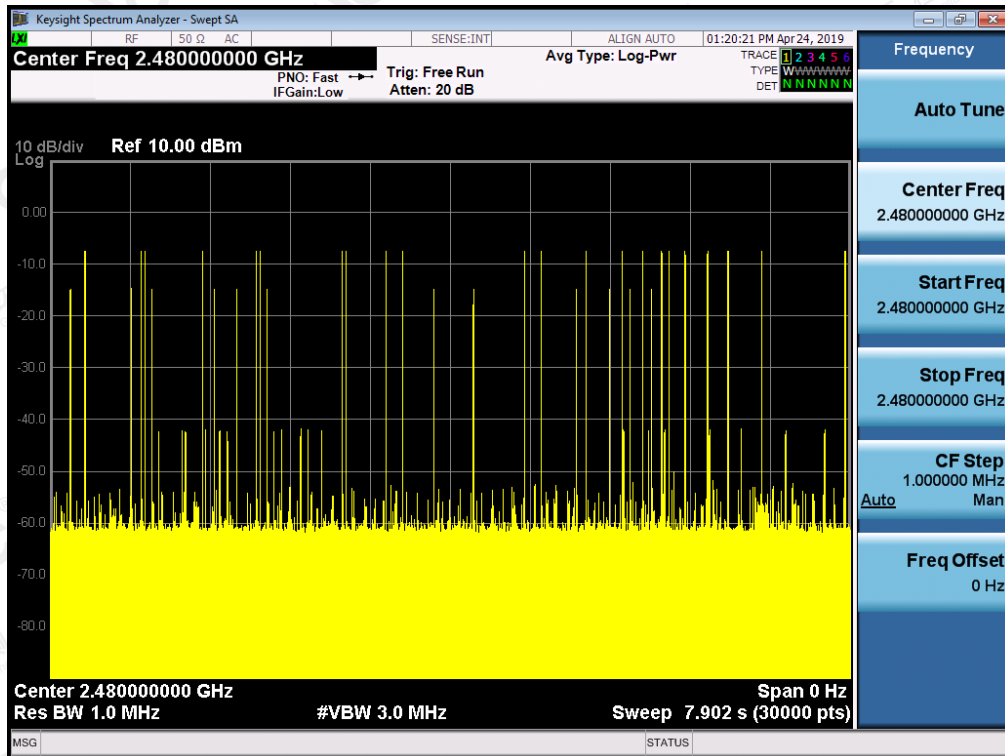 Keysight Spectrum Analyzer - Swept SA
LXI RF 50 Ω AC SENSE:INT ALIGN AUTO 01:20:21 PM Apr 24, 2019
Center Freq 2.480000000 GHz
PNO: Fast
IFGain:Low
Trig: Free Run
Atten: 20 dB
Avg Type: Log-Pwr
TRACE 1 2 3 4 5 6
TYPE WWWWWW
DET N N N N N N
10 dB/div Ref 10.00 dBm
Log
0.00
-10.0
-20.0
-30.0
-40.0
-50.0
-60.0
-70.0
-80.0
Center 2.480000000 GHz Span 0 Hz
Res BW 1.0 MHz #VBW 3.0 MHz Sweep 7.902 s (30000 pts)
MSG STATUS
Frequency
Auto Tune
Center Freq
2.480000000 GHz
Start Freq
2.480000000 GHz
Stop Freq
2.480000000 GHz
CF Step
1.000000 MHz
Auto Man
Freq Offset
0 Hz